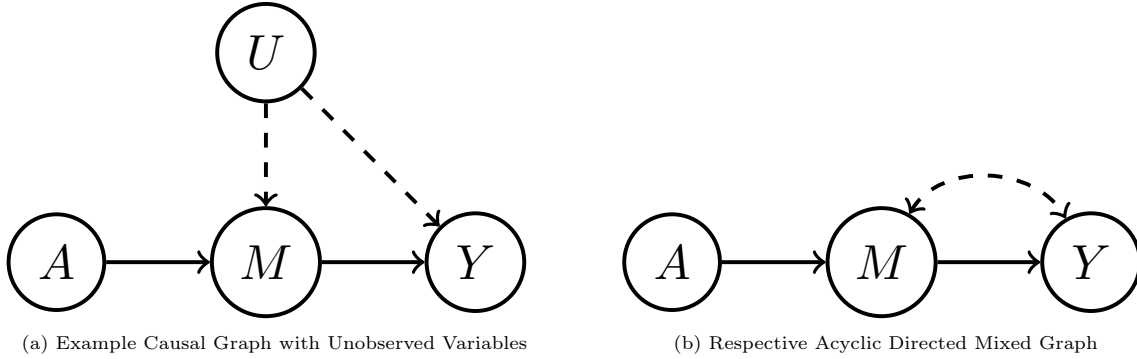 U
A M Y
A M Y
(a) Example Causal Graph with Unobserved Variables
(b) Respective Acyclic Directed Mixed Graph